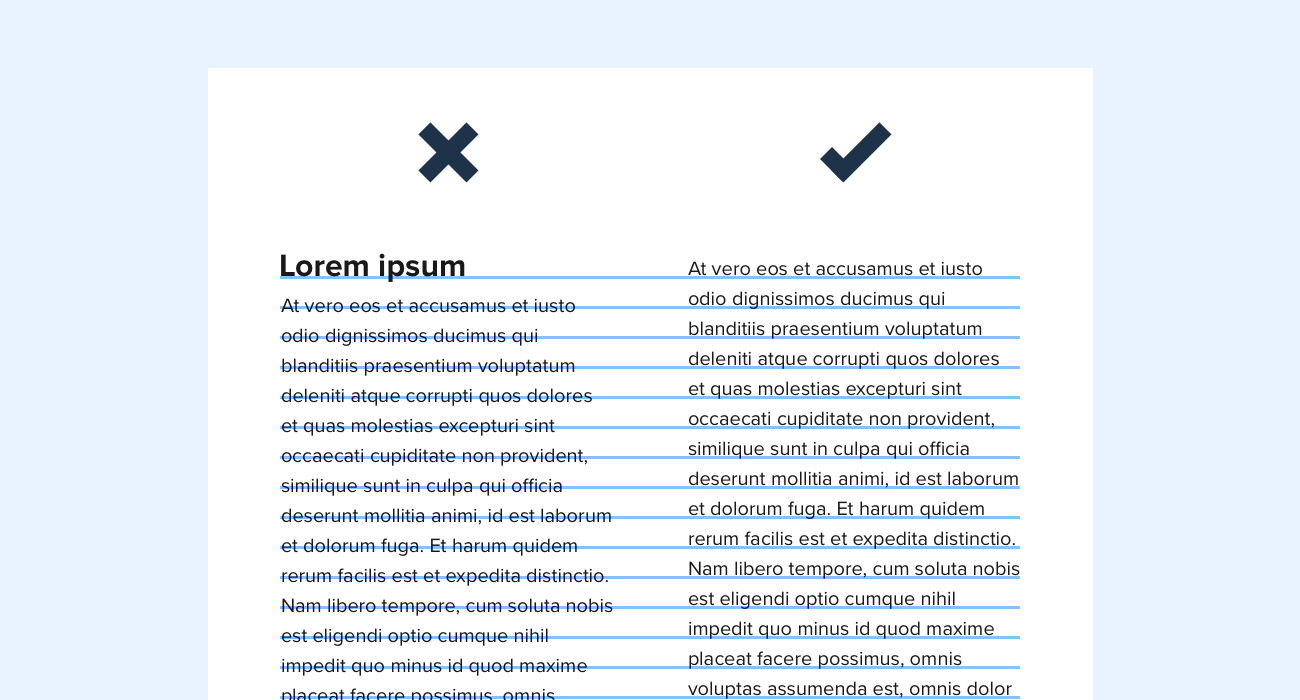 Lorem ipsum
At vero eos et accusamus et iusto
odio dignissimos ducimus qui
blanditiis praesentium voluptatum
deleniti atque corrupti quos dolores
et quas molestias excepturi sint
occaecati cupiditate non provident,
similique sunt in culpa qui officia
deserunt mollitia animi, id est laborum
et dolorum fuga. Et harum quidem
rerum facilis est et expedita distinctio.
Nam libero tempore, cum soluta nobis
est eligendi optio cumque nihil
impedit quo minus id quod maxime
placeat facere possimus, omnis
At vero eos et accusamus et iusto
odio dignissimos ducimus qui
blanditiis praesentium voluptatum
deleniti atque corrupti quos dolores
et quas molestias excepturi sint
occaecati cupiditate non provident,
similique sunt in culpa qui officia
deserunt mollitia animi, id est laborum
et dolorum fuga. Et harum quidem
rerum facilis est et expedita distinctio.
Nam libero tempore, cum soluta nobis
est eligendi optio cumque nihil
impedit quo minus id quod maxime
placeat facere possimus, omnis
voluptas assumenda est, omnis dolor